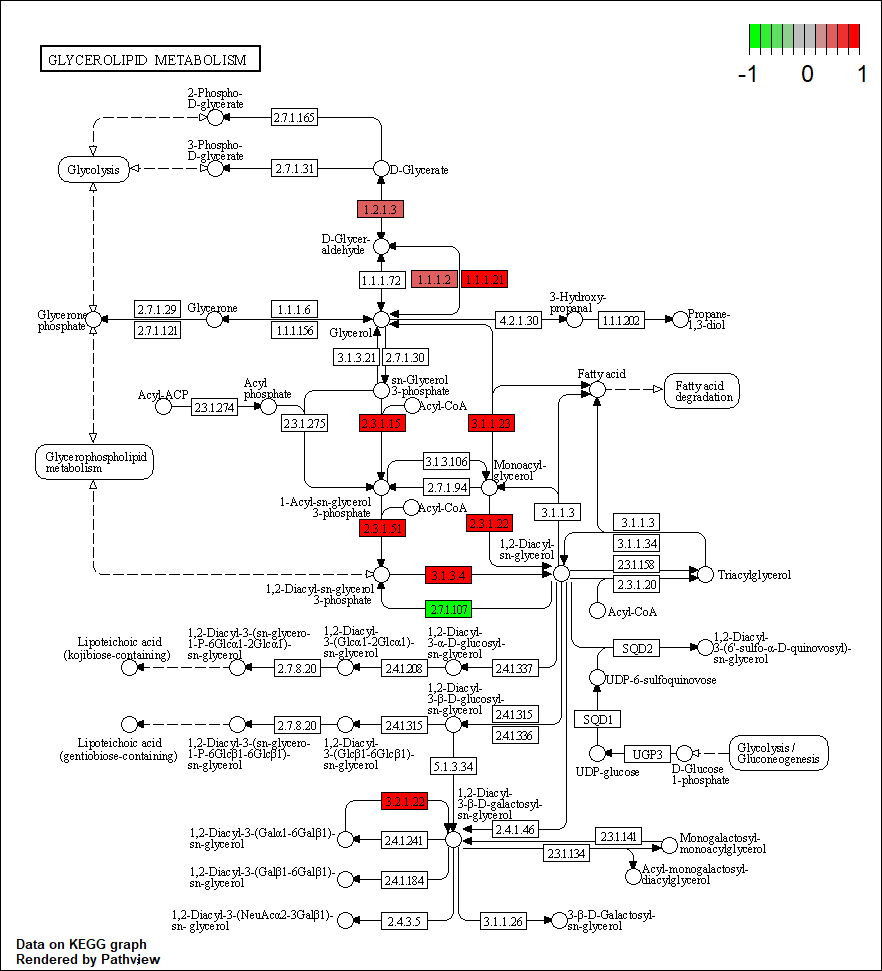 GLYCEROLIPID METABOLISM
-1 0 1
2-Phospho-
D-glycerate
2.7.1.165
3-Phospho-
D-glycerate
Glycolysis
2.7.1.31
D-Glycerate
1.2.1.3
D-Glycer-
aldehyde
1.1.1.72
1.1.1.2
1.1.1.21
Glycerone
phosphate
2.7.1.29
2.7.1.121
Glycerone
1.1.1.6
1.1.1.156
Glycerol
4.2.1.30
3-Hydroxy-
propanal
1.1.1202
Propane-
1,3-diol
3.1.3.21
2.7.1.30
sn-Glycerol
3-phosphate
Acyl-ACP
2.3.1.274
Acyl
phosphate
2.3.1.275
2.3.1.15
Acyl-CoA
3.1.1.23
Fatty acid
Fatty acid
degradation
Glycerophospholipid
metabolism
3.1.3.106
2.7.1.94
Monoacyl-
glycerol
1-Acyl-sn-glycerol
3-phosphate
Acyl-CoA
2.3.1.51
2.3.1.22
3.1.1.3
1,2-Diacyl-
sn-glycerol
3.1.1.3
3.1.1.34
2.3.1.158
2.3.1.20
Triacylglycerol
Acyl-CoA
3.1.3.4
1,2-Diacyl-sn-glycerol
3-phosphate
2.7.1.107
Lipoteichoic acid
(kojibiose-containing)
1,2-Diacyl-3-(sn-glycero-
1-P-6Glcα1-2Glcα1)-
sn-glycerol
2.7.8.20
1,2-Diacyl-
3-(Glcα1-2Glcα1)-
sn-glycerol
2.4.1.208
1,2-Diacyl-
3-α-D-glucosyl-
sn-glycerol
2.4.1.337
SQD2
1,2-Diacyl-
3-(6'-sulfo-α-D-quinovosyl)-
sn-glycerol
UDP-6-sulfoquinovose
1,2-Diacyl-
3-β-D-glucosyl-
sn-glycerol
2.4.1.315
2.4.1.336
2.4.1.315
2.7.8.20
SQD1
Lipoteichoic acid
(gentiobiose-containing)
1,2-Diacyl-3-(sn-glycero-
1-P-6Glcβ1-6Glcβ1)-
sn-glycerol
1,2-Diacyl-
3-(Glcβ1-6Glcβ1)-
sn-glycerol
UDP-glucose
UGP3
D-Glucose
1-phosphate
Glycolysis /
Gluconeogenesis
5.1.3.34
1,2-Diacyl-
3-β-D-galactosyl-
sn-glycerol
3.2.1.22
2.4.1.46
1,2-Diacyl-3-(Galα1-6Galβ1)-
sn-glycerol
2.4.1.241
2.3.1.141
2.3.1.134
Monogalactosyl-
monoacylglycerol
Acyl-monogalactosyl-
diacylglycerol
1,2-Diacyl-3-(Galβ1-6Galβ1)-
sn-glycerol
2.4.1.184
1,2-Diacyl-3-(NeuAcα2-3Galβ1)-
sn- glycerol
2.4.3.5
3.1.1.26
3-β-D-Galactosyl-
sn-glycerol
Data on KEGG graph
Rendered by Pathview